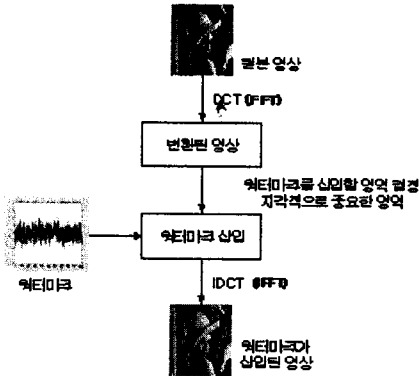 원본 영상
DCT (FFT)
변환된 영상
워터마크를 삽입할 영역 결정
지각적으로 중요한 영역
워터마크 삽입
워터마크
IDCT (IFFT)
워터마크가
삽입된 영상